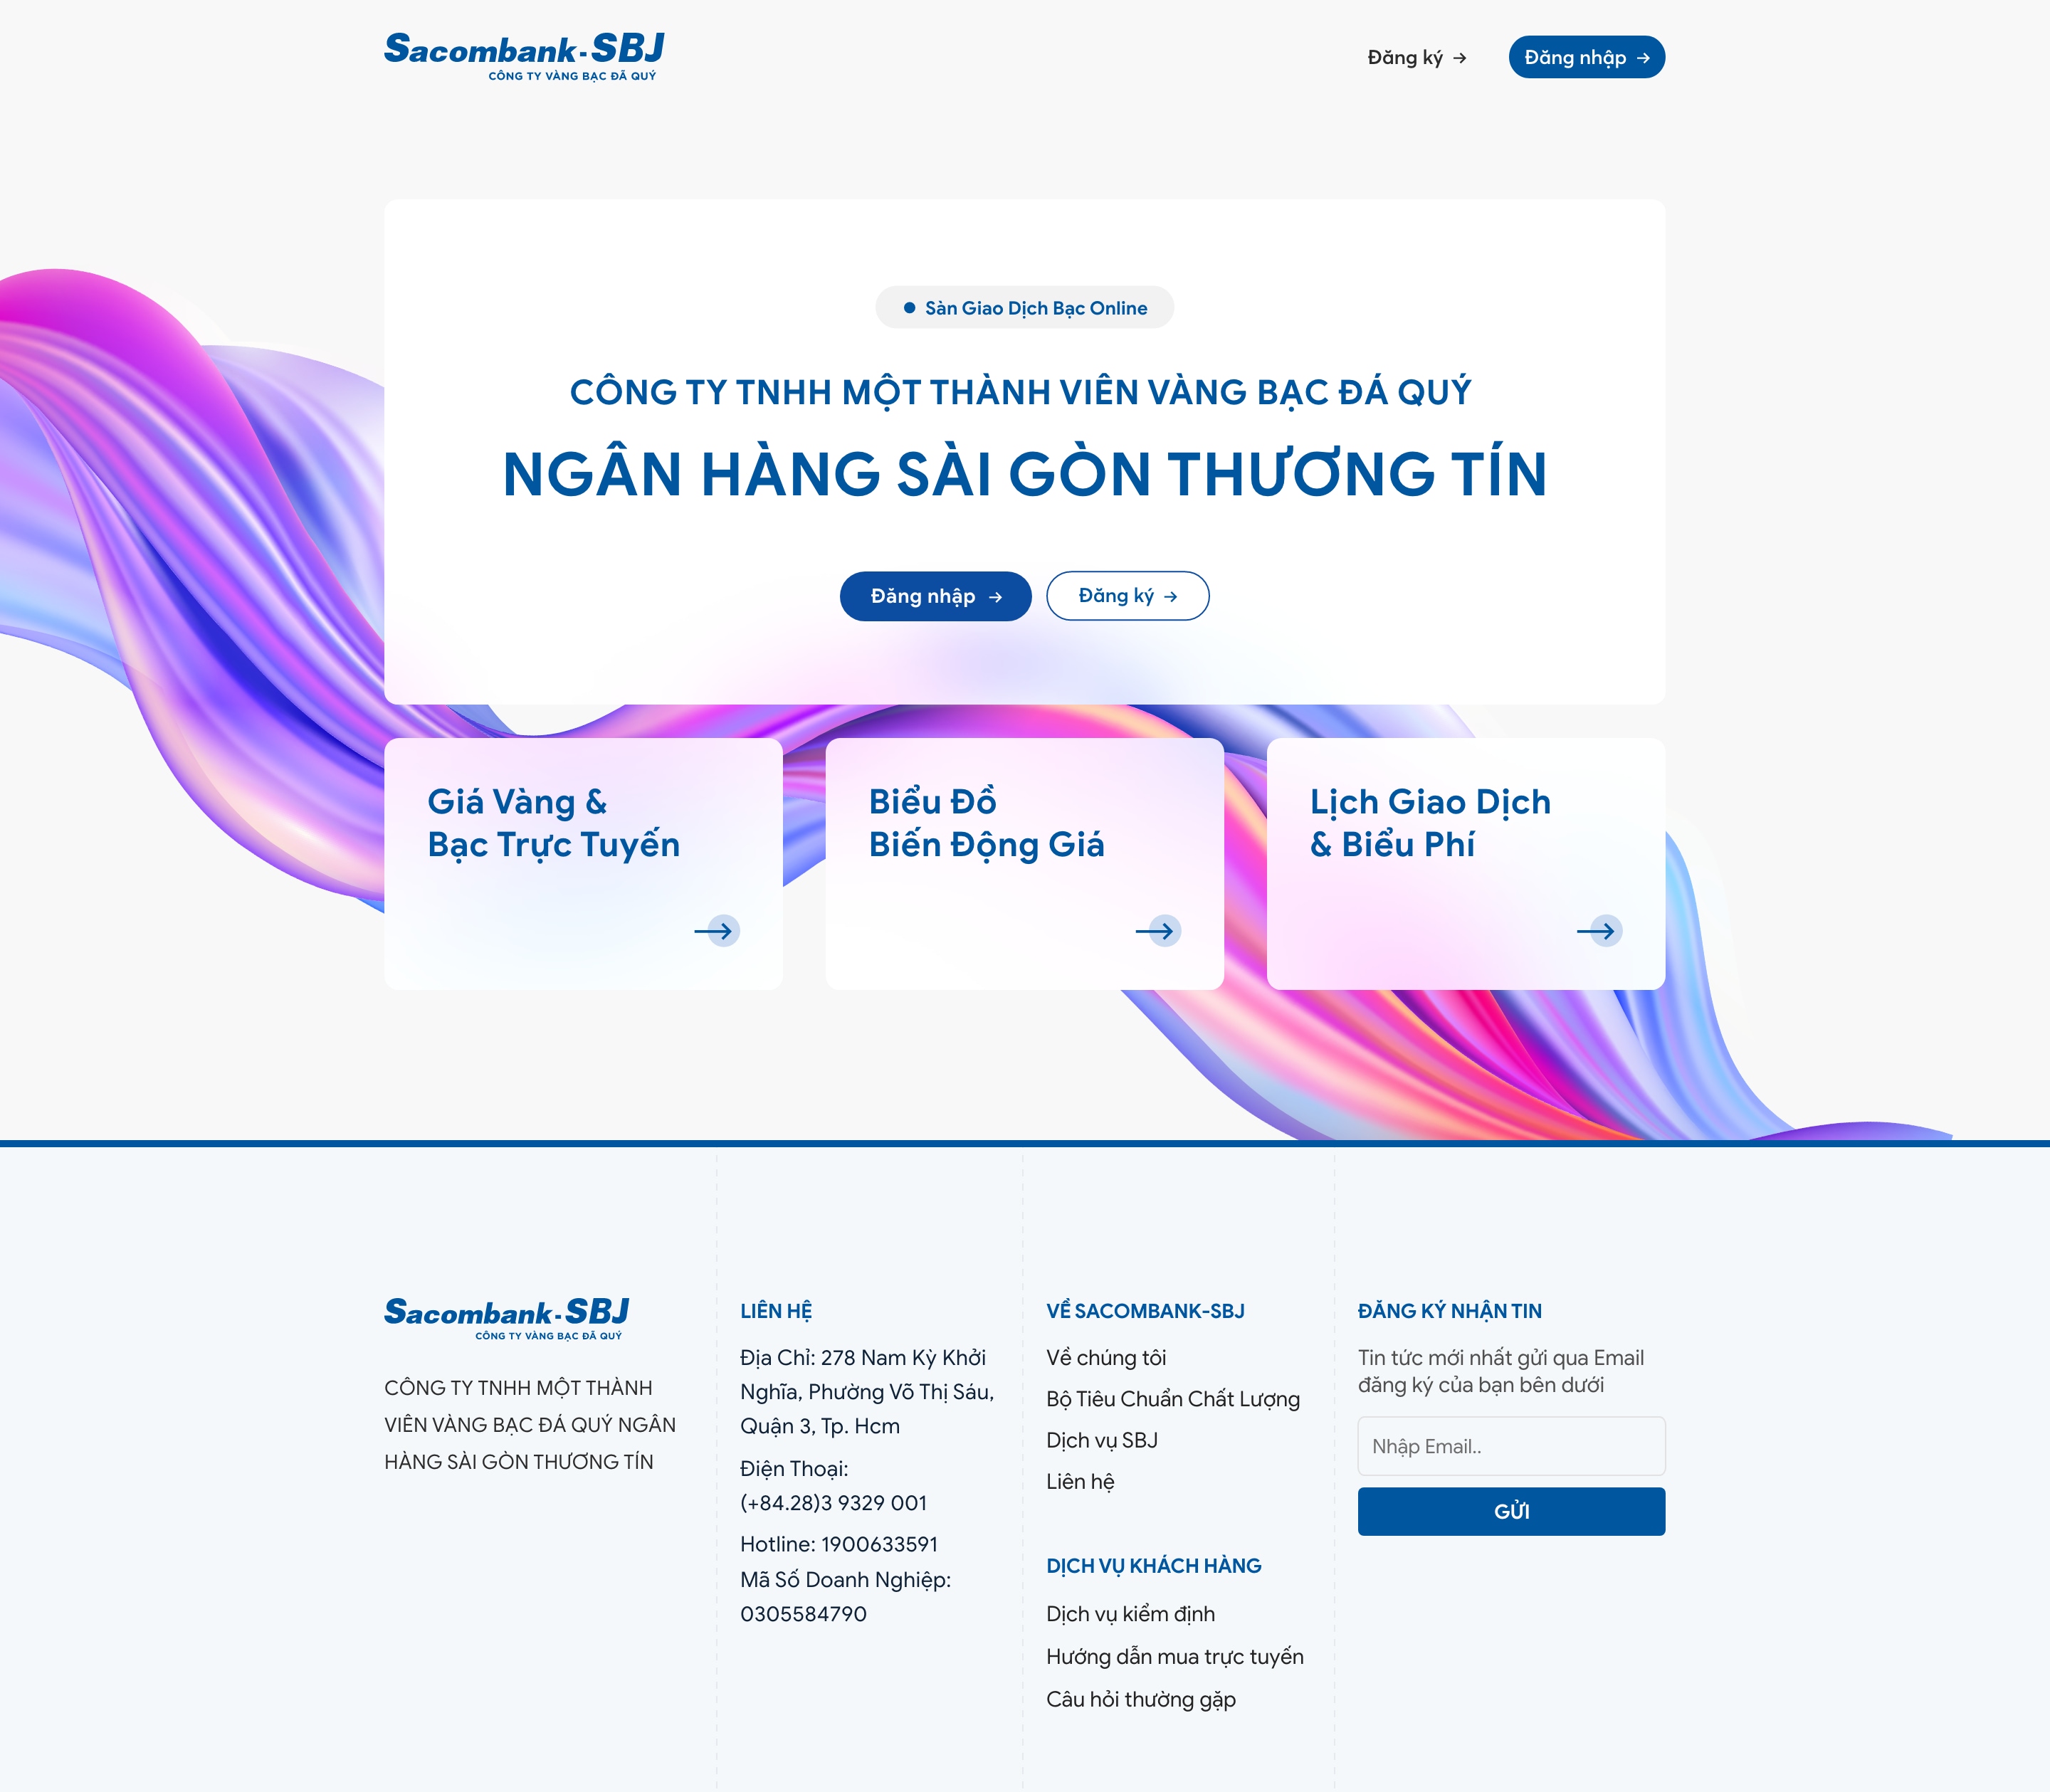 Sacombank-SBJ
CÔNG TY VÀNG BẠC ĐÃ QUÝ
Đăng ký
Đăng nhập
Sàn Giao Dịch Bạc Online
CÔNG TY TNHH MỘT THÀNH VIÊN VÀNG BẠC ĐÁ QUÝ
NGÂN HÀNG SÀI GÒN THƯƠNG TÍN
Đăng nhập
Đăng ký
Giá Vàng &
Bạc Trực Tuyến
Biểu Đồ
Biến Động Giá
Lịch Giao Dịch
& Biểu Phí
Sacombank-SBJ
CÔNG TY VÀNG BẠC ĐÃ QUÝ
CÔNG TY TNHH MỘT THÀNH
VIÊN VÀNG BẠC ĐÁ QUÝ NGÂN
HÀNG SÀI GÒN THƯƠNG TÍN
LIÊN HỆ
Địa Chỉ: 278 Nam Kỳ Khởi
Nghĩa, Phường Võ Thị Sáu,
Quận 3, Tp. Hcm
Điện Thoại:
(+84.28)3 9329 001
Hotline: 1900633591
Mã Số Doanh Nghiệp:
0305584790
VỀ SACOMBANK-SBJ
Về chúng tôi
Bộ Tiêu Chuẩn Chất Lượng
Dịch vụ SBJ
Liên hệ
DỊCH VỤ KHÁCH HÀNG
Dịch vụ kiểm định
Hướng dẫn mua trực tuyến
Câu hỏi thường gặp
ĐĂNG KÝ NHẬN TIN
Tin tức mới nhất gửi qua Email
đăng ký của bạn bên dưới
Nhập Email..
GỬI